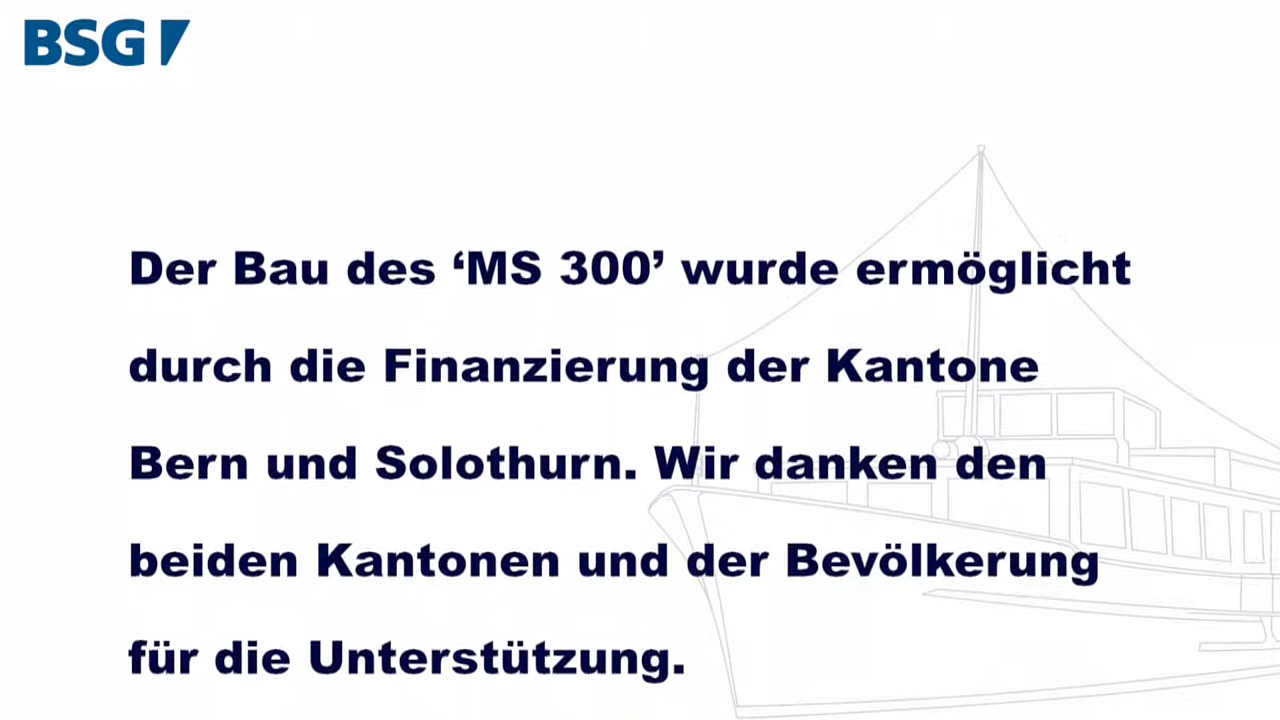 BSG
Der Bau des ‘MS 300’ wurde ermöglicht
durch die Finanzierung der Kantone
Bern und Solothurn. Wir danken den
beiden Kantonen und der Bevölkerung
für die Unterstützung.